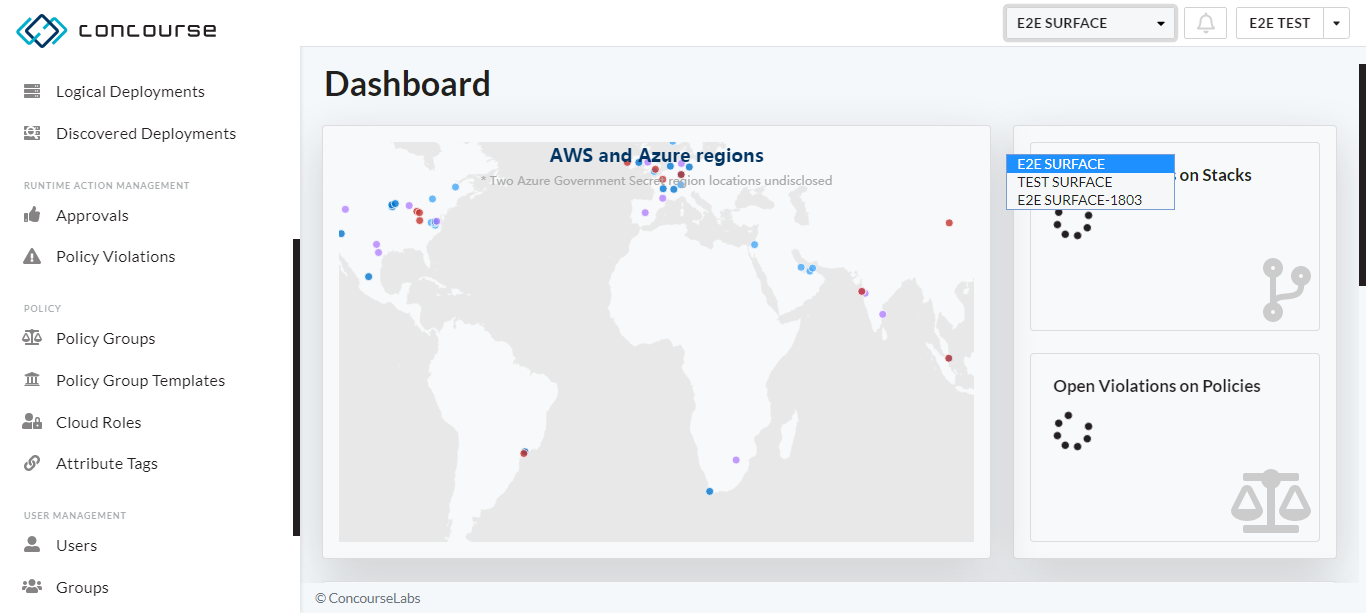 concourse
E2E SURFACE
E2E TEST
Logical Deployments
Discovered Deployments
RUNTIME ACTION MANAGEMENT
Approvals
Policy Violations
POLICY
Policy Groups
Policy Group Templates
Cloud Roles
Attribute Tags
USER MANAGEMENT
Users
Groups
Dashboard
AWS and Azure regions
* Two Azure Government Secret region locations undisclosed
E2E SURFACE
TEST SURFACE
E2E SURFACE-1803
on Stacks
Open Violations on Policies
© ConcourseLabs